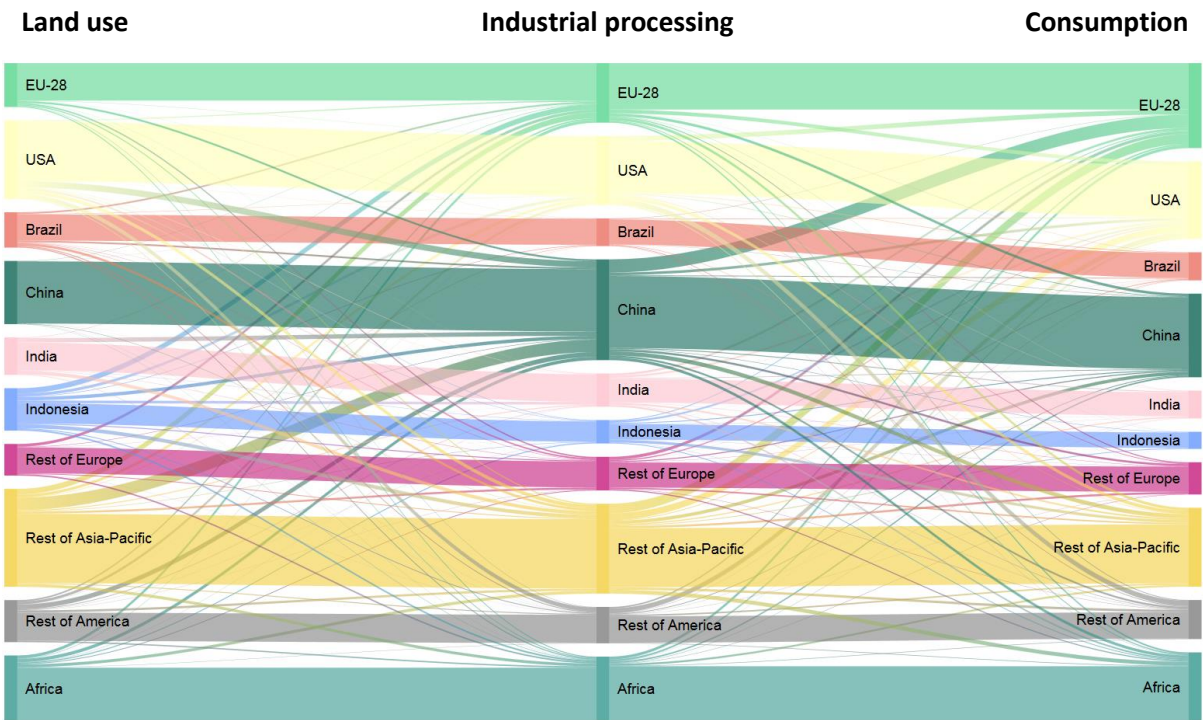 Land use
Industrial processing
Consumption
EU-28
USA
Brazil
China
India
Indonesia
Rest of Europe
Rest of Asia-Pacific
Rest of America
Africa
EU-28
USA
Brazil
China
India
Indonesia
Rest of Europe
Rest of Asia-Pacific
Rest of America
Africa
EU-28
USA
Brazil
China
India
Indonesia
Rest of Europe
Rest of Asia-Pacific
Rest of America
Africa